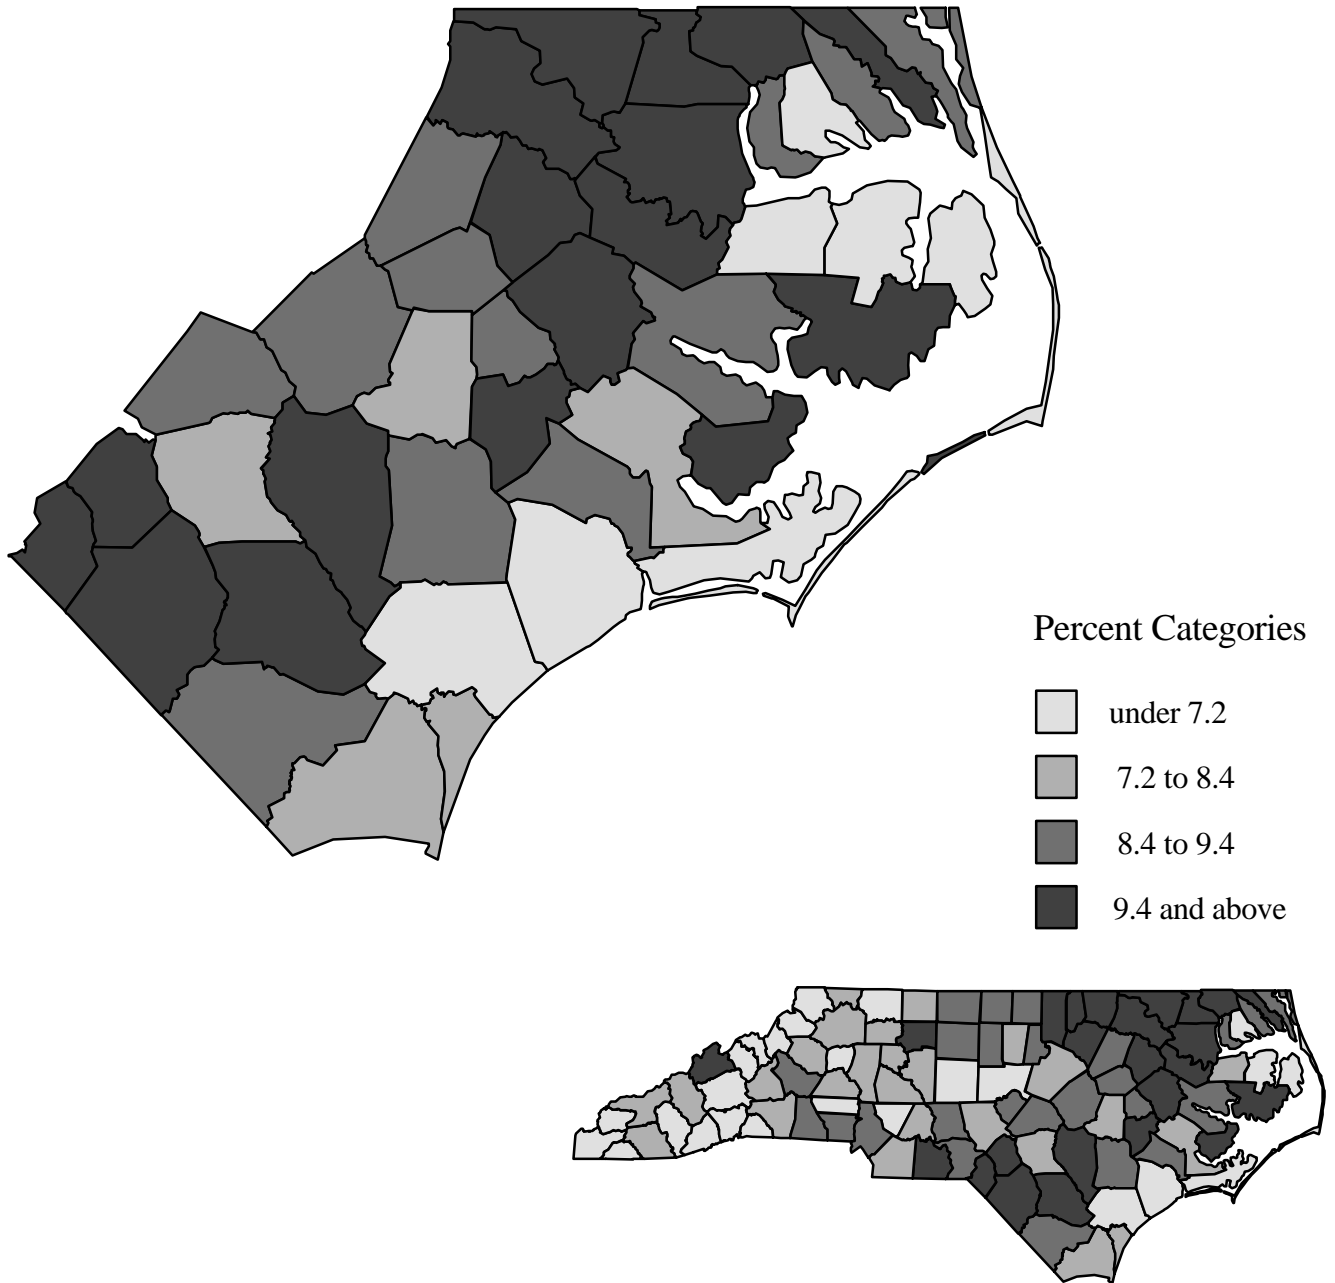 Percent Categories
under 7.2
7.2 to 8.4
8.4 to 9.4
9.4 and above